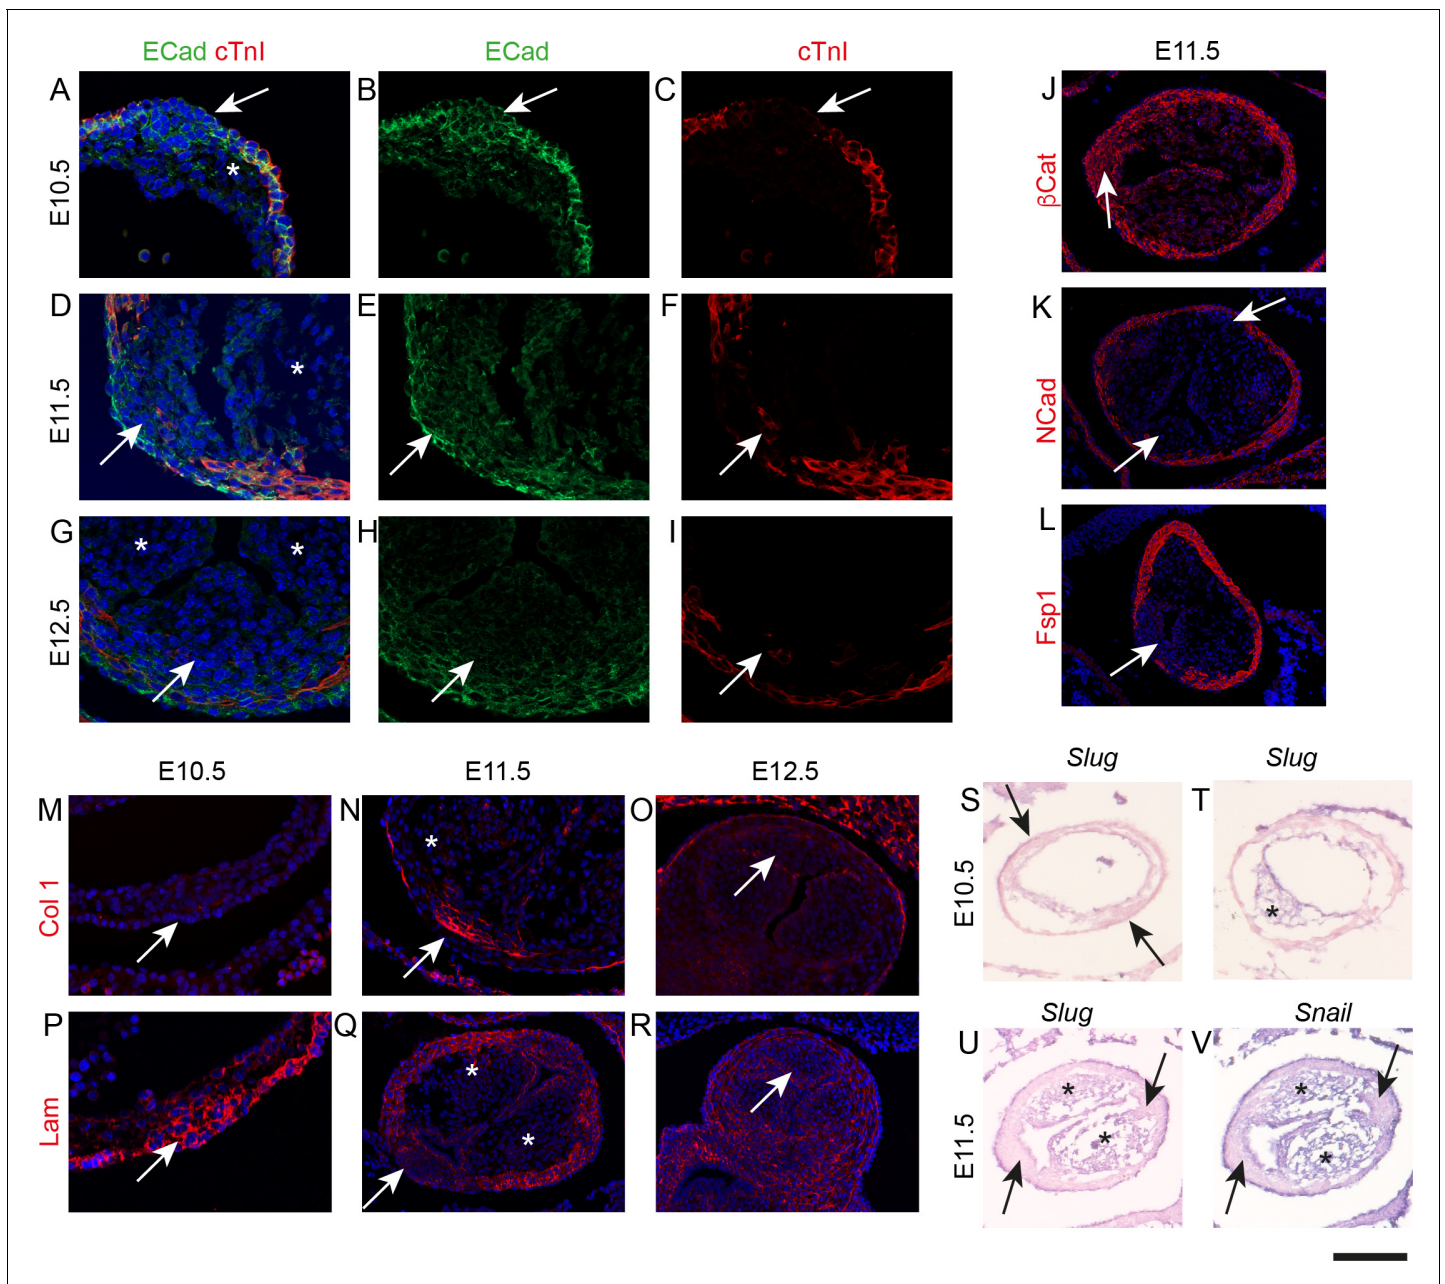 ECad cTnI
ECad
cTnI
E11.5
A
B
C
J
E10.5
βCat
D
E
F
K
E11.5
NCad
G
H
I
L
E12.5
Fsp1
E10.5
E11.5
E12.5
Slug
Slug
M
N
O
S
T
Col 1
E10.5
P
Q
R
Slug
Snail
U
V
Lam
E11.5